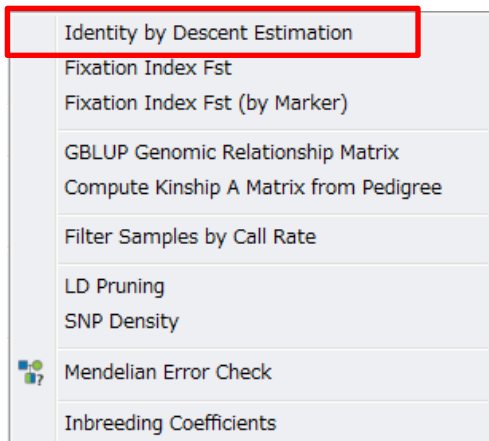 Identity by Descent Estimation
Fixation Index Fst
Fixation Index Fst (by Marker)
GBLUP Genomic Relationship Matrix
Compute Kinship A Matrix from Pedigree
Filter Samples by Call Rate
LD Pruning
SNP Density
Mendelian Error Check
Inbreeding Coefficients